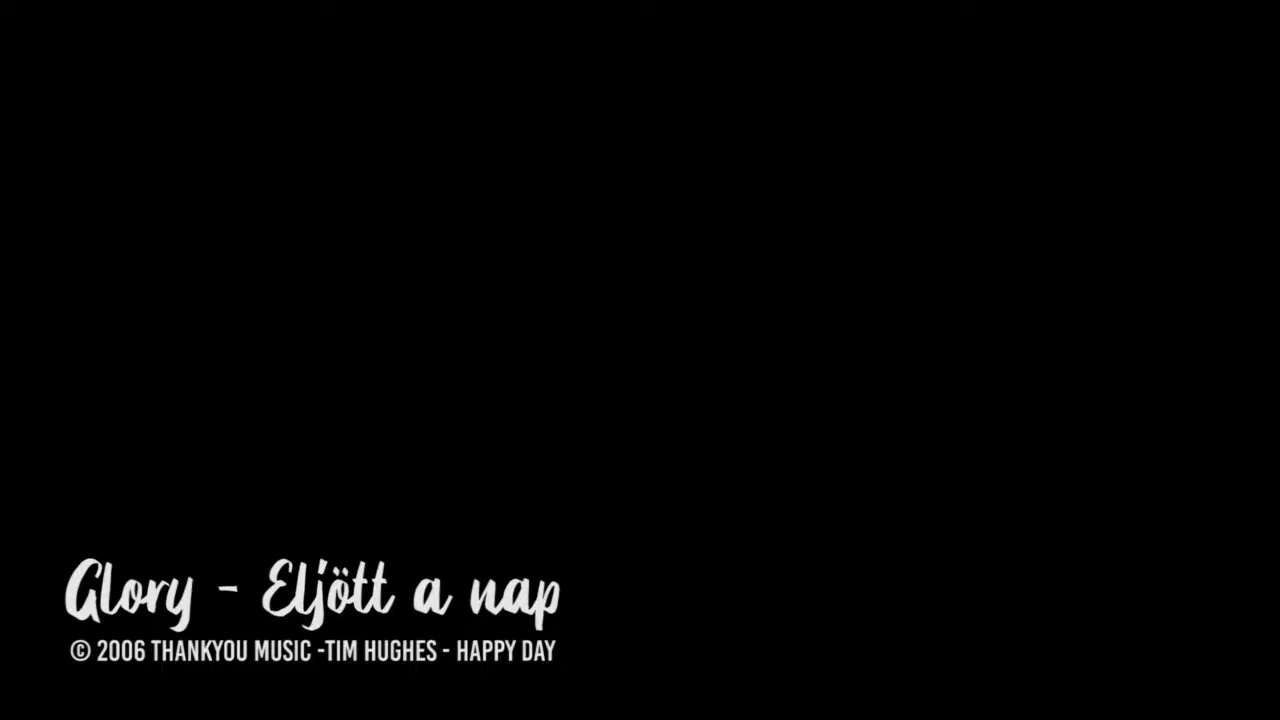 Glory - Eljött a nap
© 2006 THANKYOU MUSIC -TIM HUGHES - HAPPY DAY